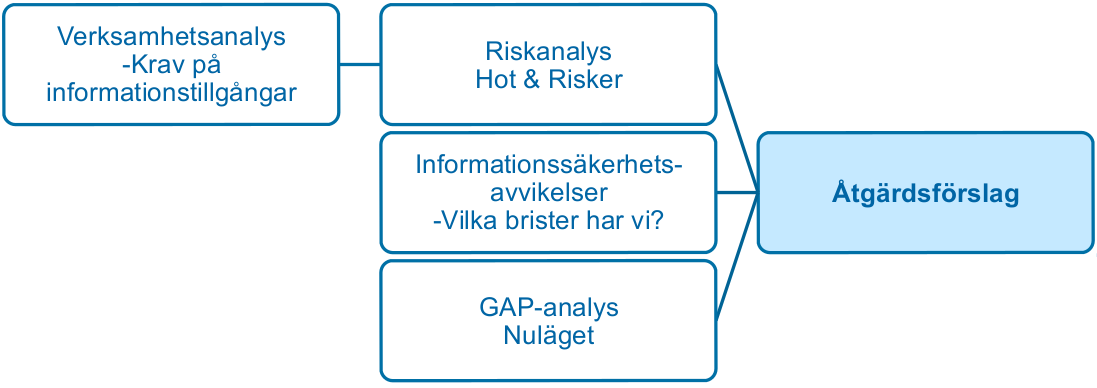 Verksamhetsanalys
-Krav på
informationstillgångar
Riskanalys
Hot & Risker
Informationssäkerhets-
avvikelser
-Vilka brister har vi?
GAP-analys
Nuläget
Åtgärdsförslag